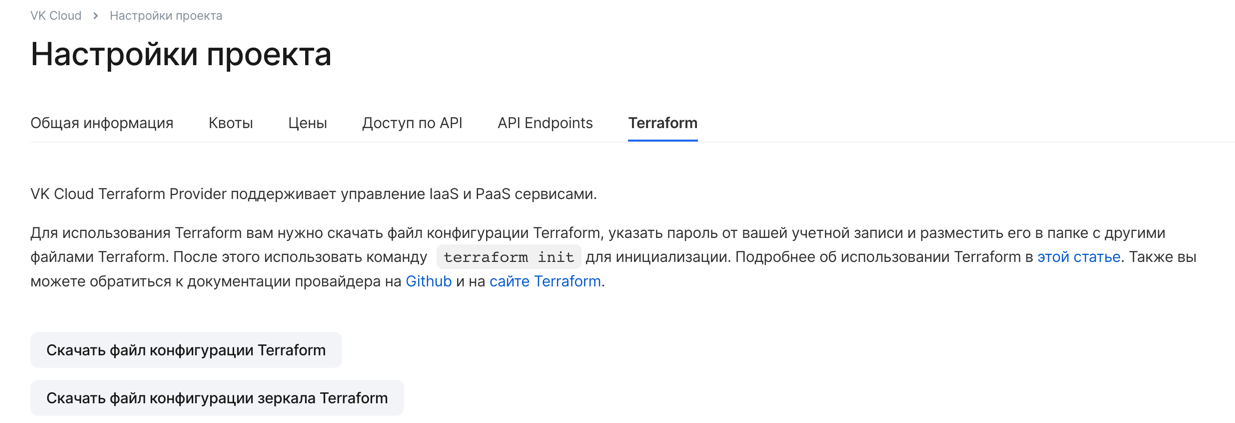 VK Cloud > Настройки проекта
Настройки проекта
Общая информация Квоты Цены Доступ по API API Endpoints Terraform
VK Cloud Terraform Provider поддерживает управление IaaS и PaaS сервисами.
Для использования Terraform вам нужно скачать файл конфигурации Terraform, указать пароль от вашей учетной записи и разместить его в папке с другими
файлами Terraform. После этого использовать команду terraform init для инициализации. Подробнее об использовании Terraform в этой статье. Также вы
можете обратиться к документации провайдера на Github и на сайте Terraform.
Скачать файл конфигурации Terraform
Скачать файл конфигурации зеркала Terraform